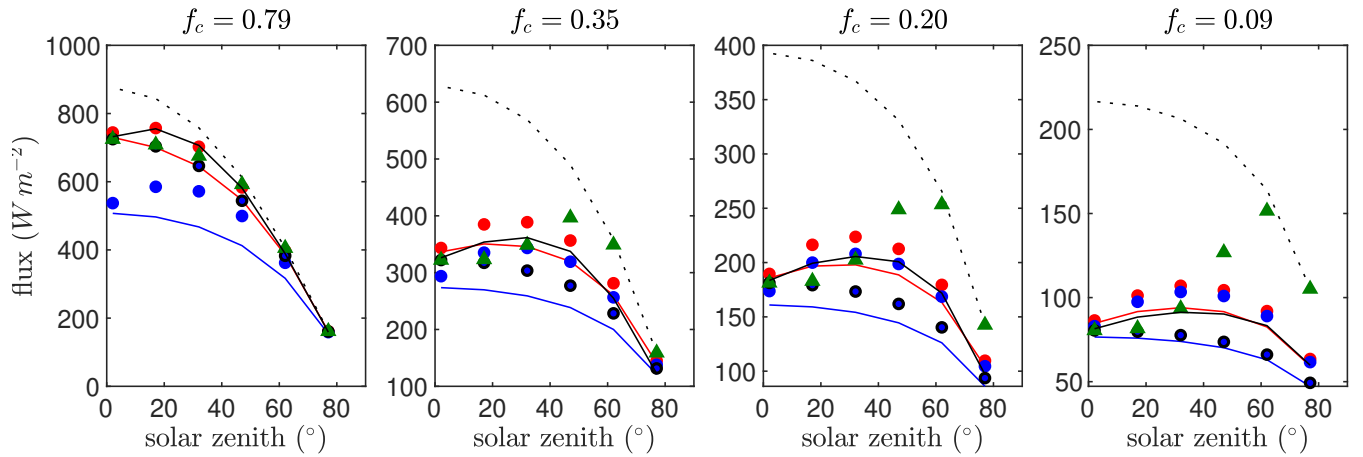 f_c = 0.79
f_c = 0.35
f_c = 0.20
f_c = 0.09
flux (W m⁻²)
1000
800
600
400
200
0
0 20 40 60 80
solar zenith (°)
700
600
500
400
300
200
100
0 20 40 60 80
solar zenith (°)
400
350
300
250
200
150
100
0 20 40 60 80
solar zenith (°)
250
200
150
100
50
0 20 40 60 80
solar zenith (°)